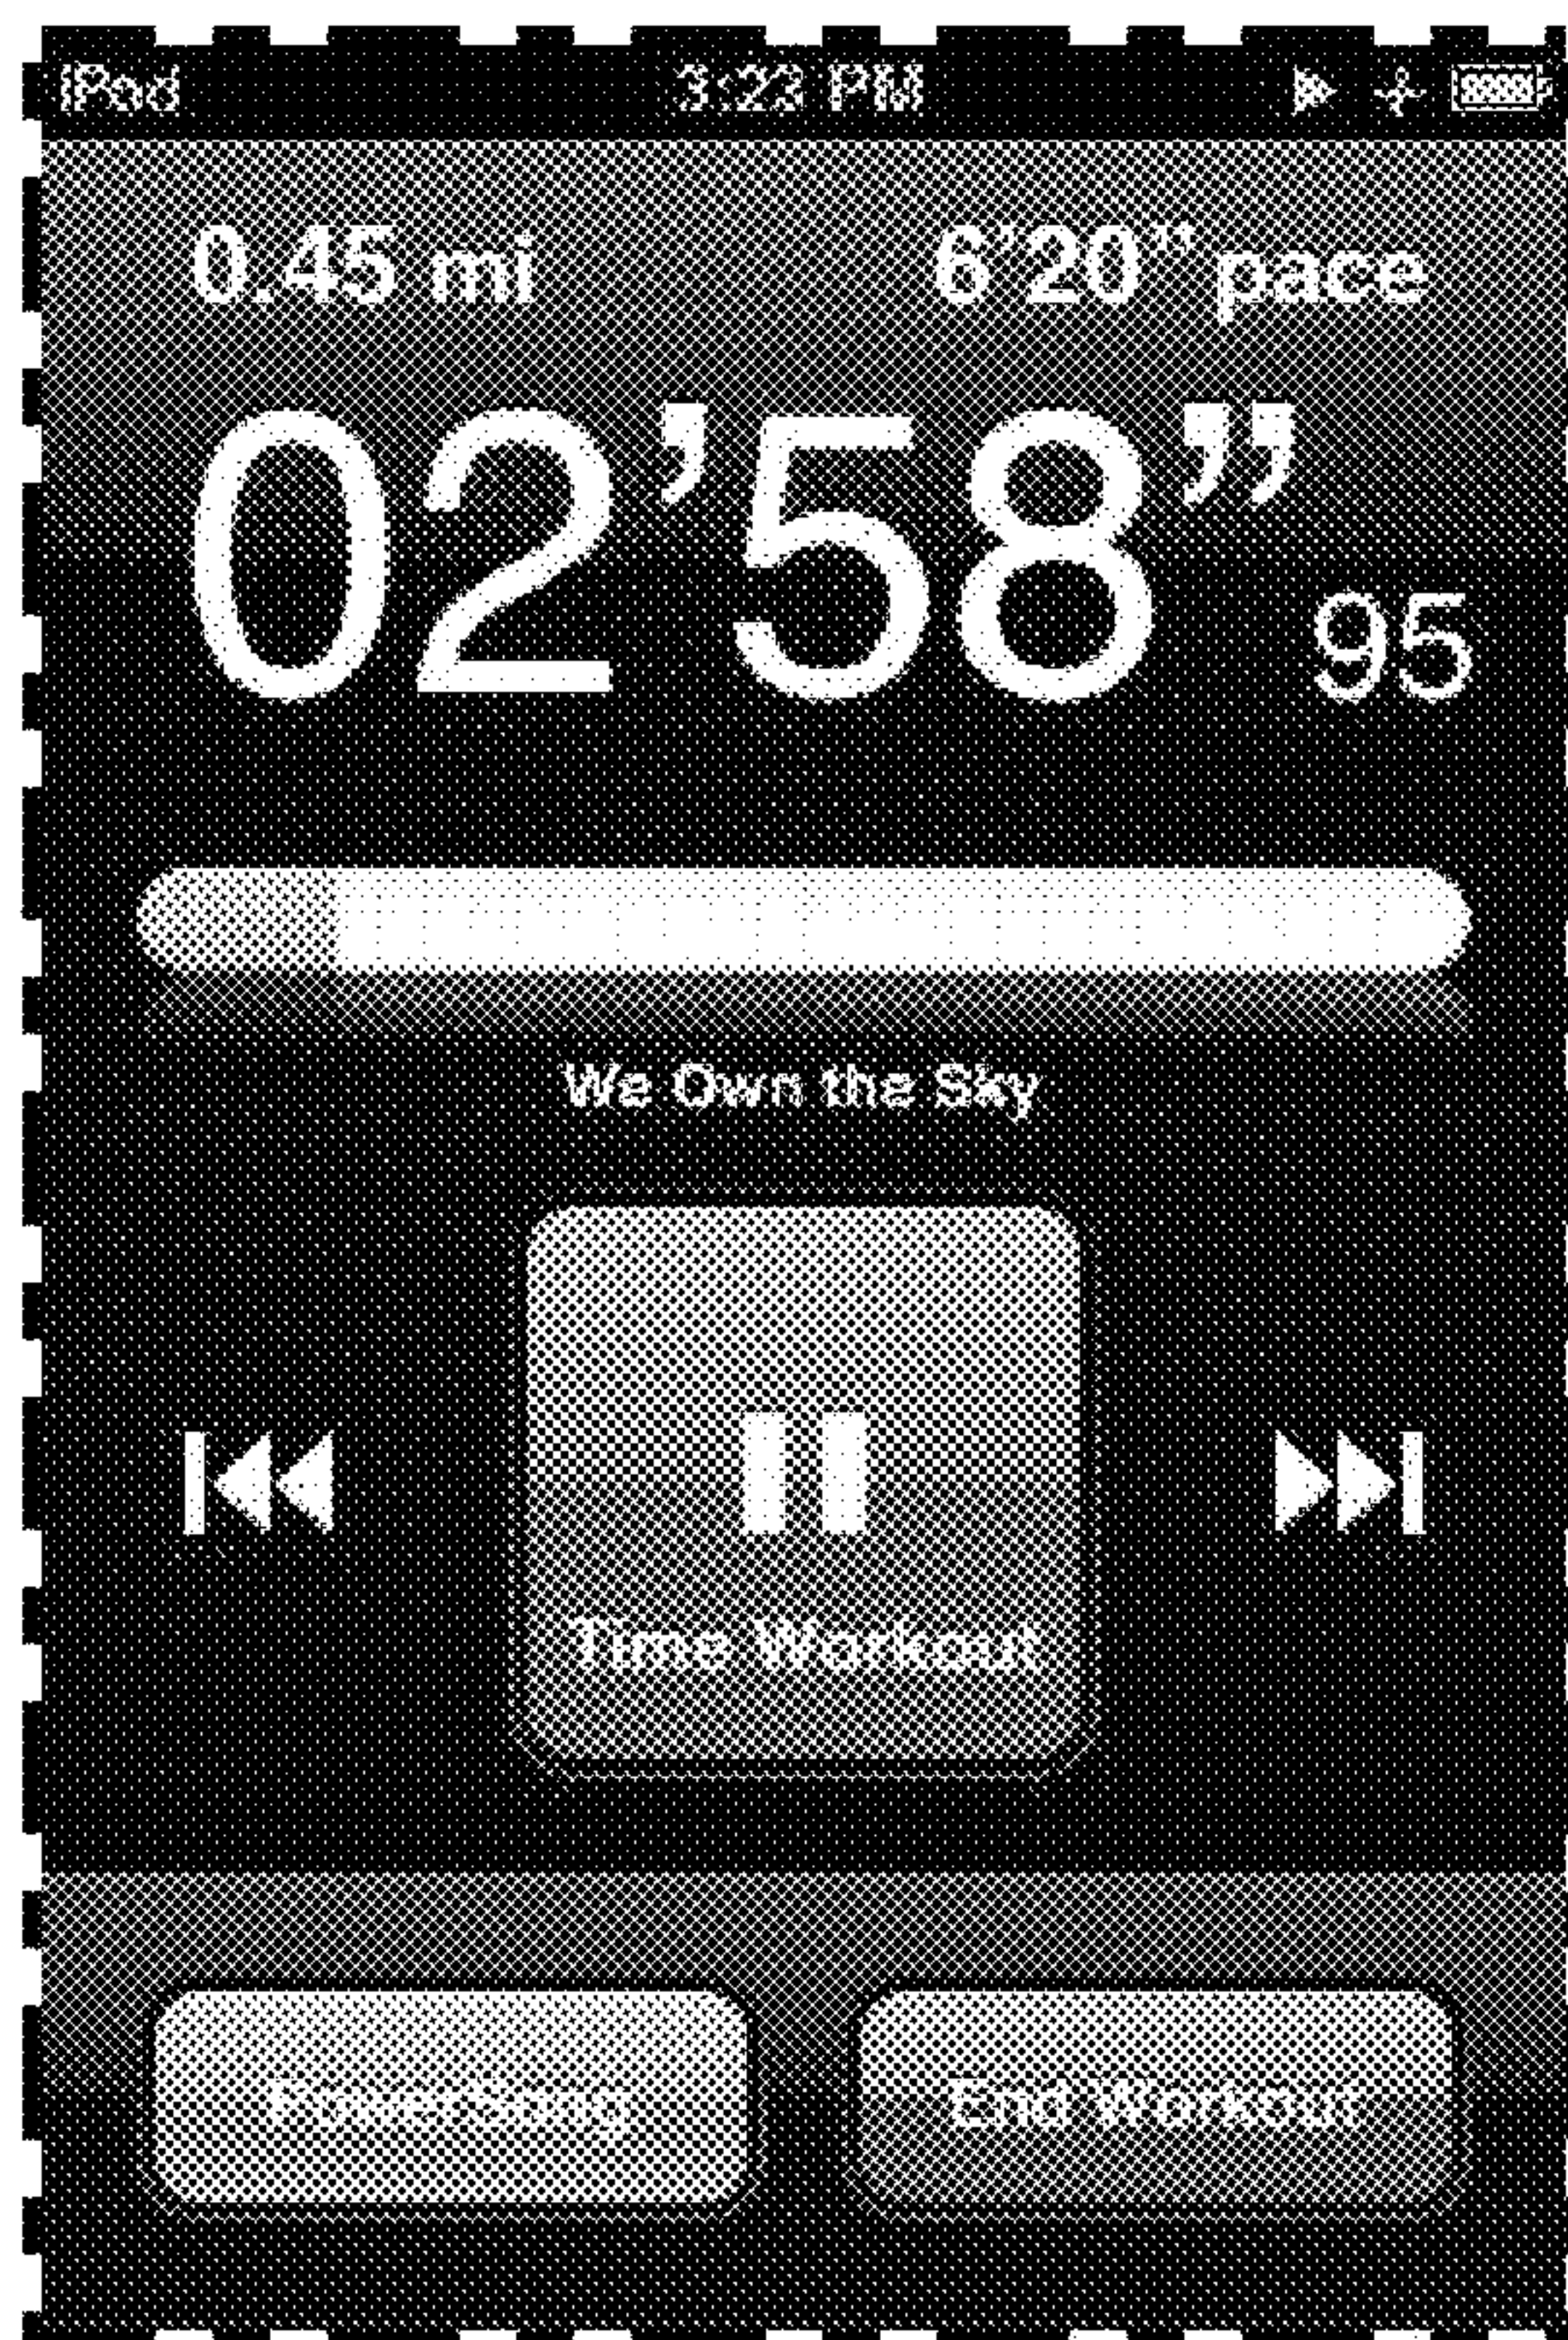 iPod 3:23 PM
0.45 mi 6'20" pace
02'58" 95
We Own the Sky
Time Workout
PowerSong End Workout